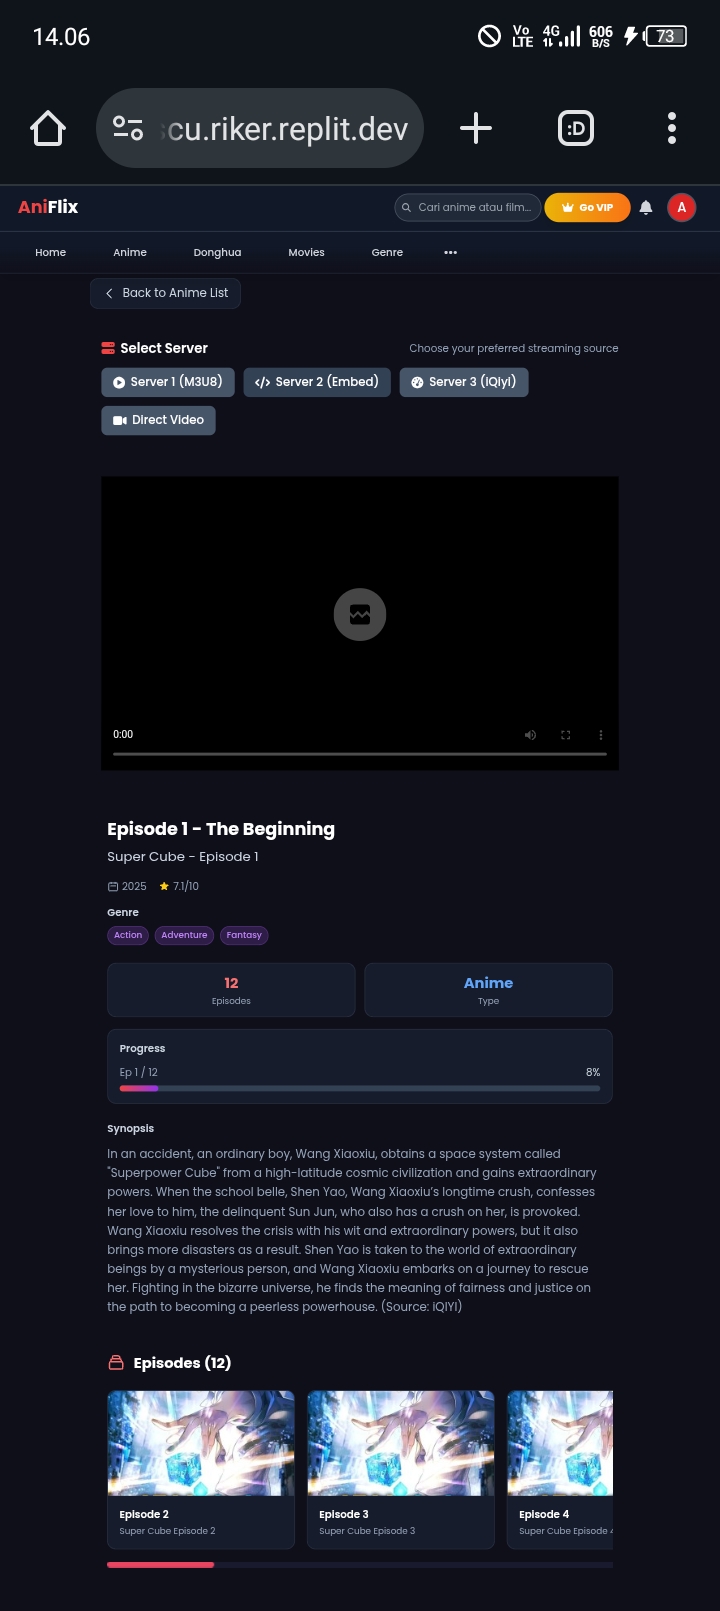 14.06
Vo LTE 4G 606 B/S 73
cu.riker.replit.dev :D
AniFlix Cari anime atau film... Go VIP A
Home Anime Donghua Movies Genre •••
Back to Anime List
Select Server Choose your preferred streaming source
Server 1 (M3U8) Server 2 (Embed) Server 3 (iQiyi)
Direct Video
0:00
Episode 1 - The Beginning
Super Cube - Episode 1
2025 7.1/10
Genre
Action Adventure Fantasy
12 Anime
Episodes Type
Progress
Ep 1 / 12 8%
Synopsis
In an accident, an ordinary boy, Wang Xiaoxiu, obtains a space system called
"Superpower Cube" from a high-latitude cosmic civilization and gains extraordinary
powers. When the school belle, Shen Yao, Wang Xiaoxiu's longtime crush, confesses
her love to him, the delinquent Sun Jun, who also has a crush on her, is provoked.
Wang Xiaoxiu resolves the crisis with his wit and extraordinary powers, but it also
brings more disasters as a result. Shen Yao is taken to the world of extraordinary
beings by a mysterious person, and Wang Xiaoxiu embarks on a journey to rescue
her. Fighting in the bizarre universe, he finds the meaning of fairness and justice on
the path to becoming a peerless powerhouse. (Source: iQIYI)
Episodes (12)
Episode 2 Episode 3 Episode 4
Super Cube Episode 2 Super Cube Episode 3 Super Cube Episode 4